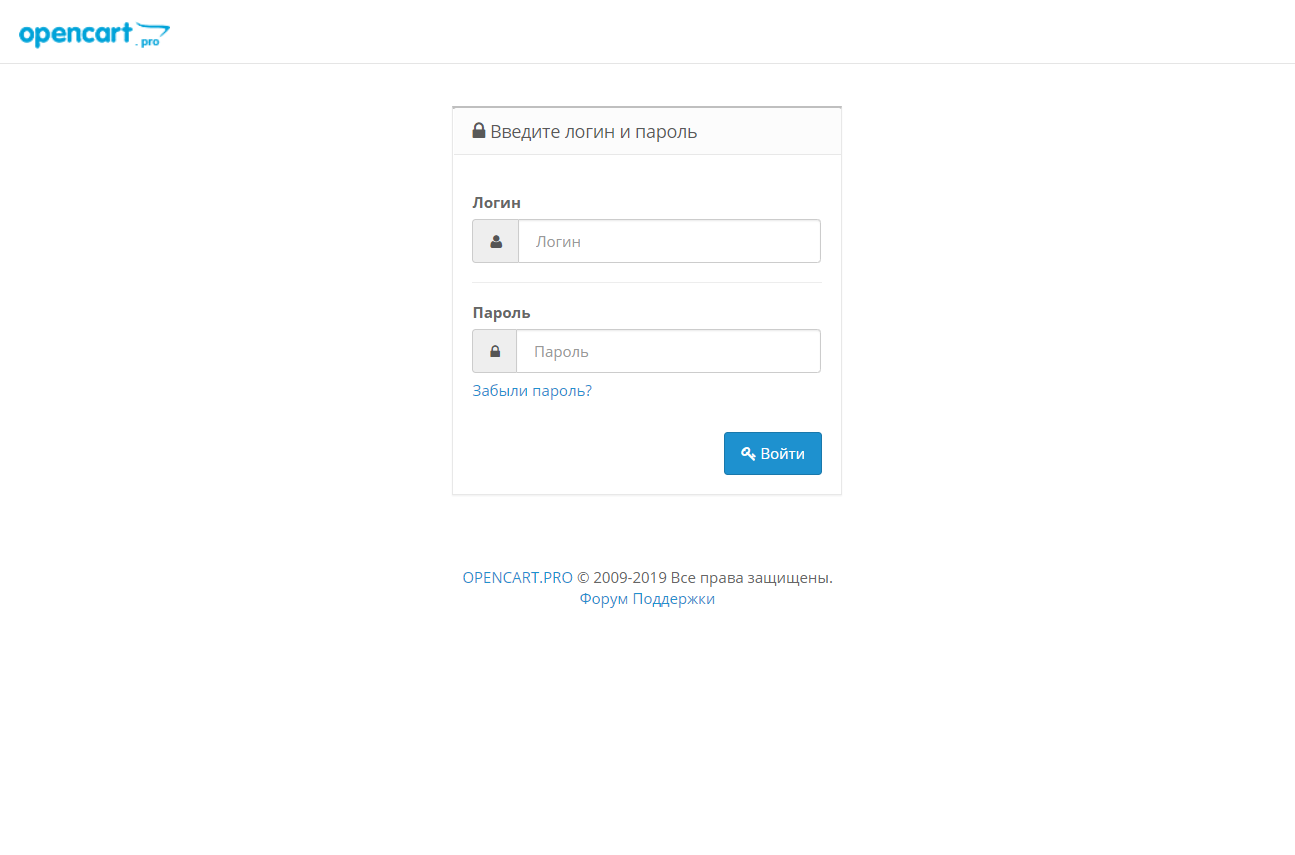 opencart.pro
Введите логин и пароль
Логин
Логин
Пароль
Пароль
Забыли пароль?
Войти
OPENCART.PRO © 2009-2019 Все права защищены.
Форум Поддержки